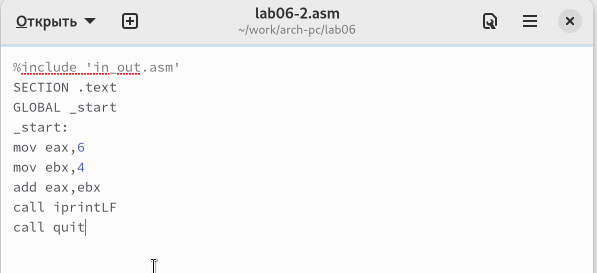 Открыть
lab06-2.asm
~/work/arch-pc/lab06
%include 'in_out.asm'
SECTION .text
GLOBAL _start
_start:
mov eax,6
mov ebx,4
add eax,ebx
call iprintLF
call quit